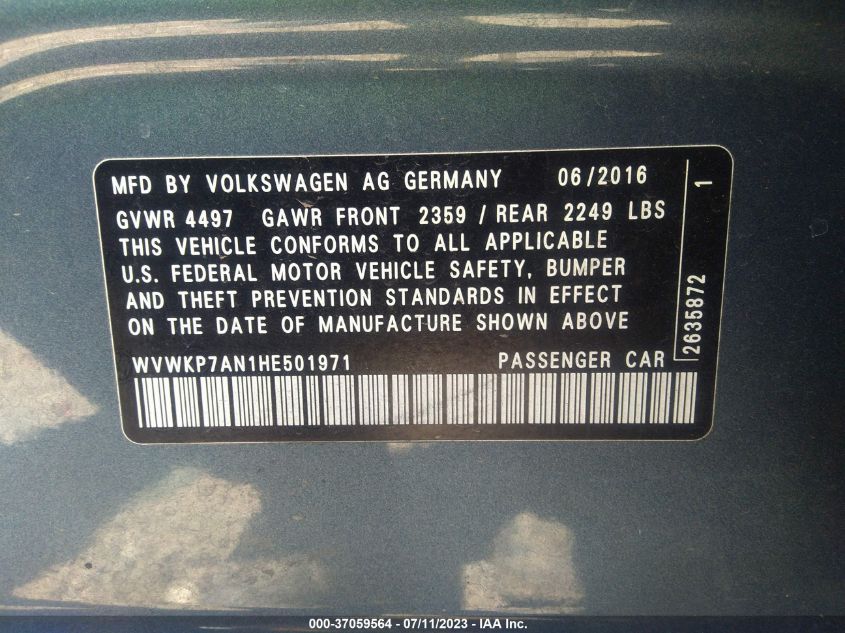 MFD BY VOLKSWAGEN AG GERMANY 06/2016
GVWR 4497 GAWR FRONT 2359 / REAR 2249 LBS
THIS VEHICLE CONFORMS TO ALL APPLICABLE
U.S. FEDERAL MOTOR VEHICLE SAFETY, BUMPER
AND THEFT PREVENTION STANDARDS IN EFFECT
ON THE DATE OF MANUFACTURE SHOWN ABOVE
WVWKP7AN1HE501971 PASSENGER CAR
2635872 1
000-37059564 - 07/11/2023 - IAA Inc.